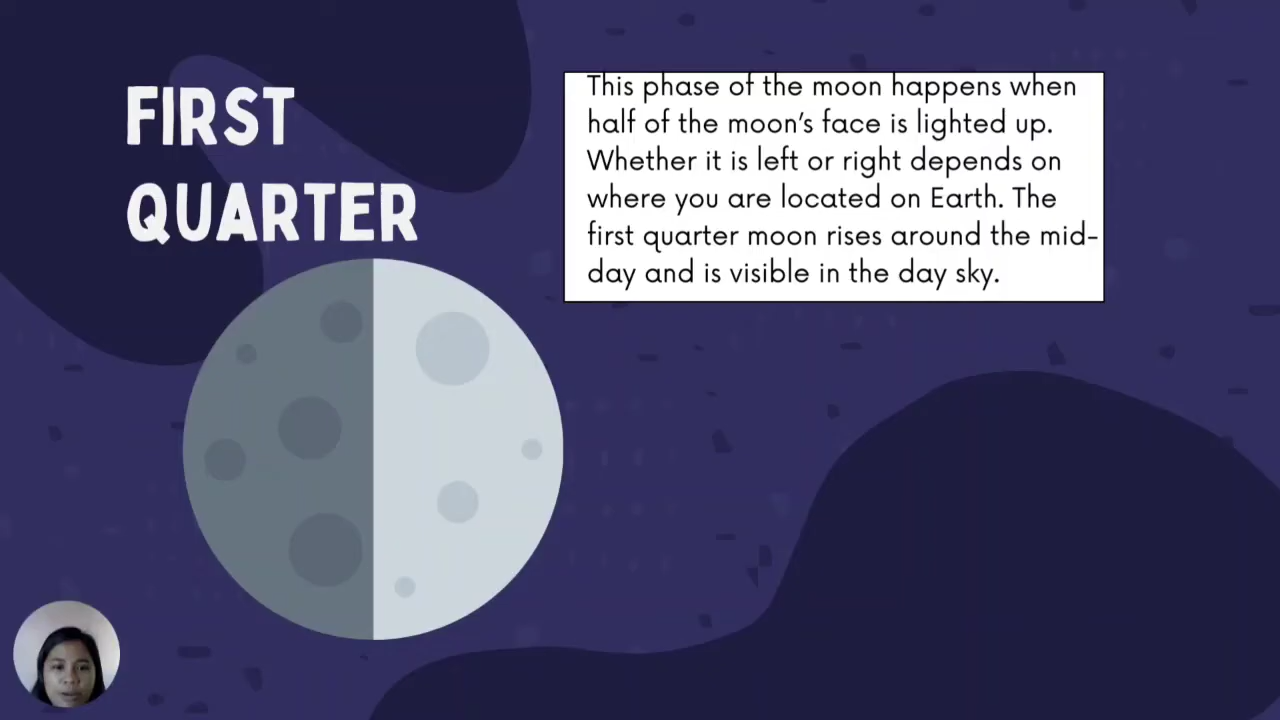 FIRST
QUARTER
This phase of the moon happens when
half of the moon's face is lighted up.
Whether it is left or right depends on
where you are located on Earth. The
first quarter moon rises around the mid-
day and is visible in the day sky.